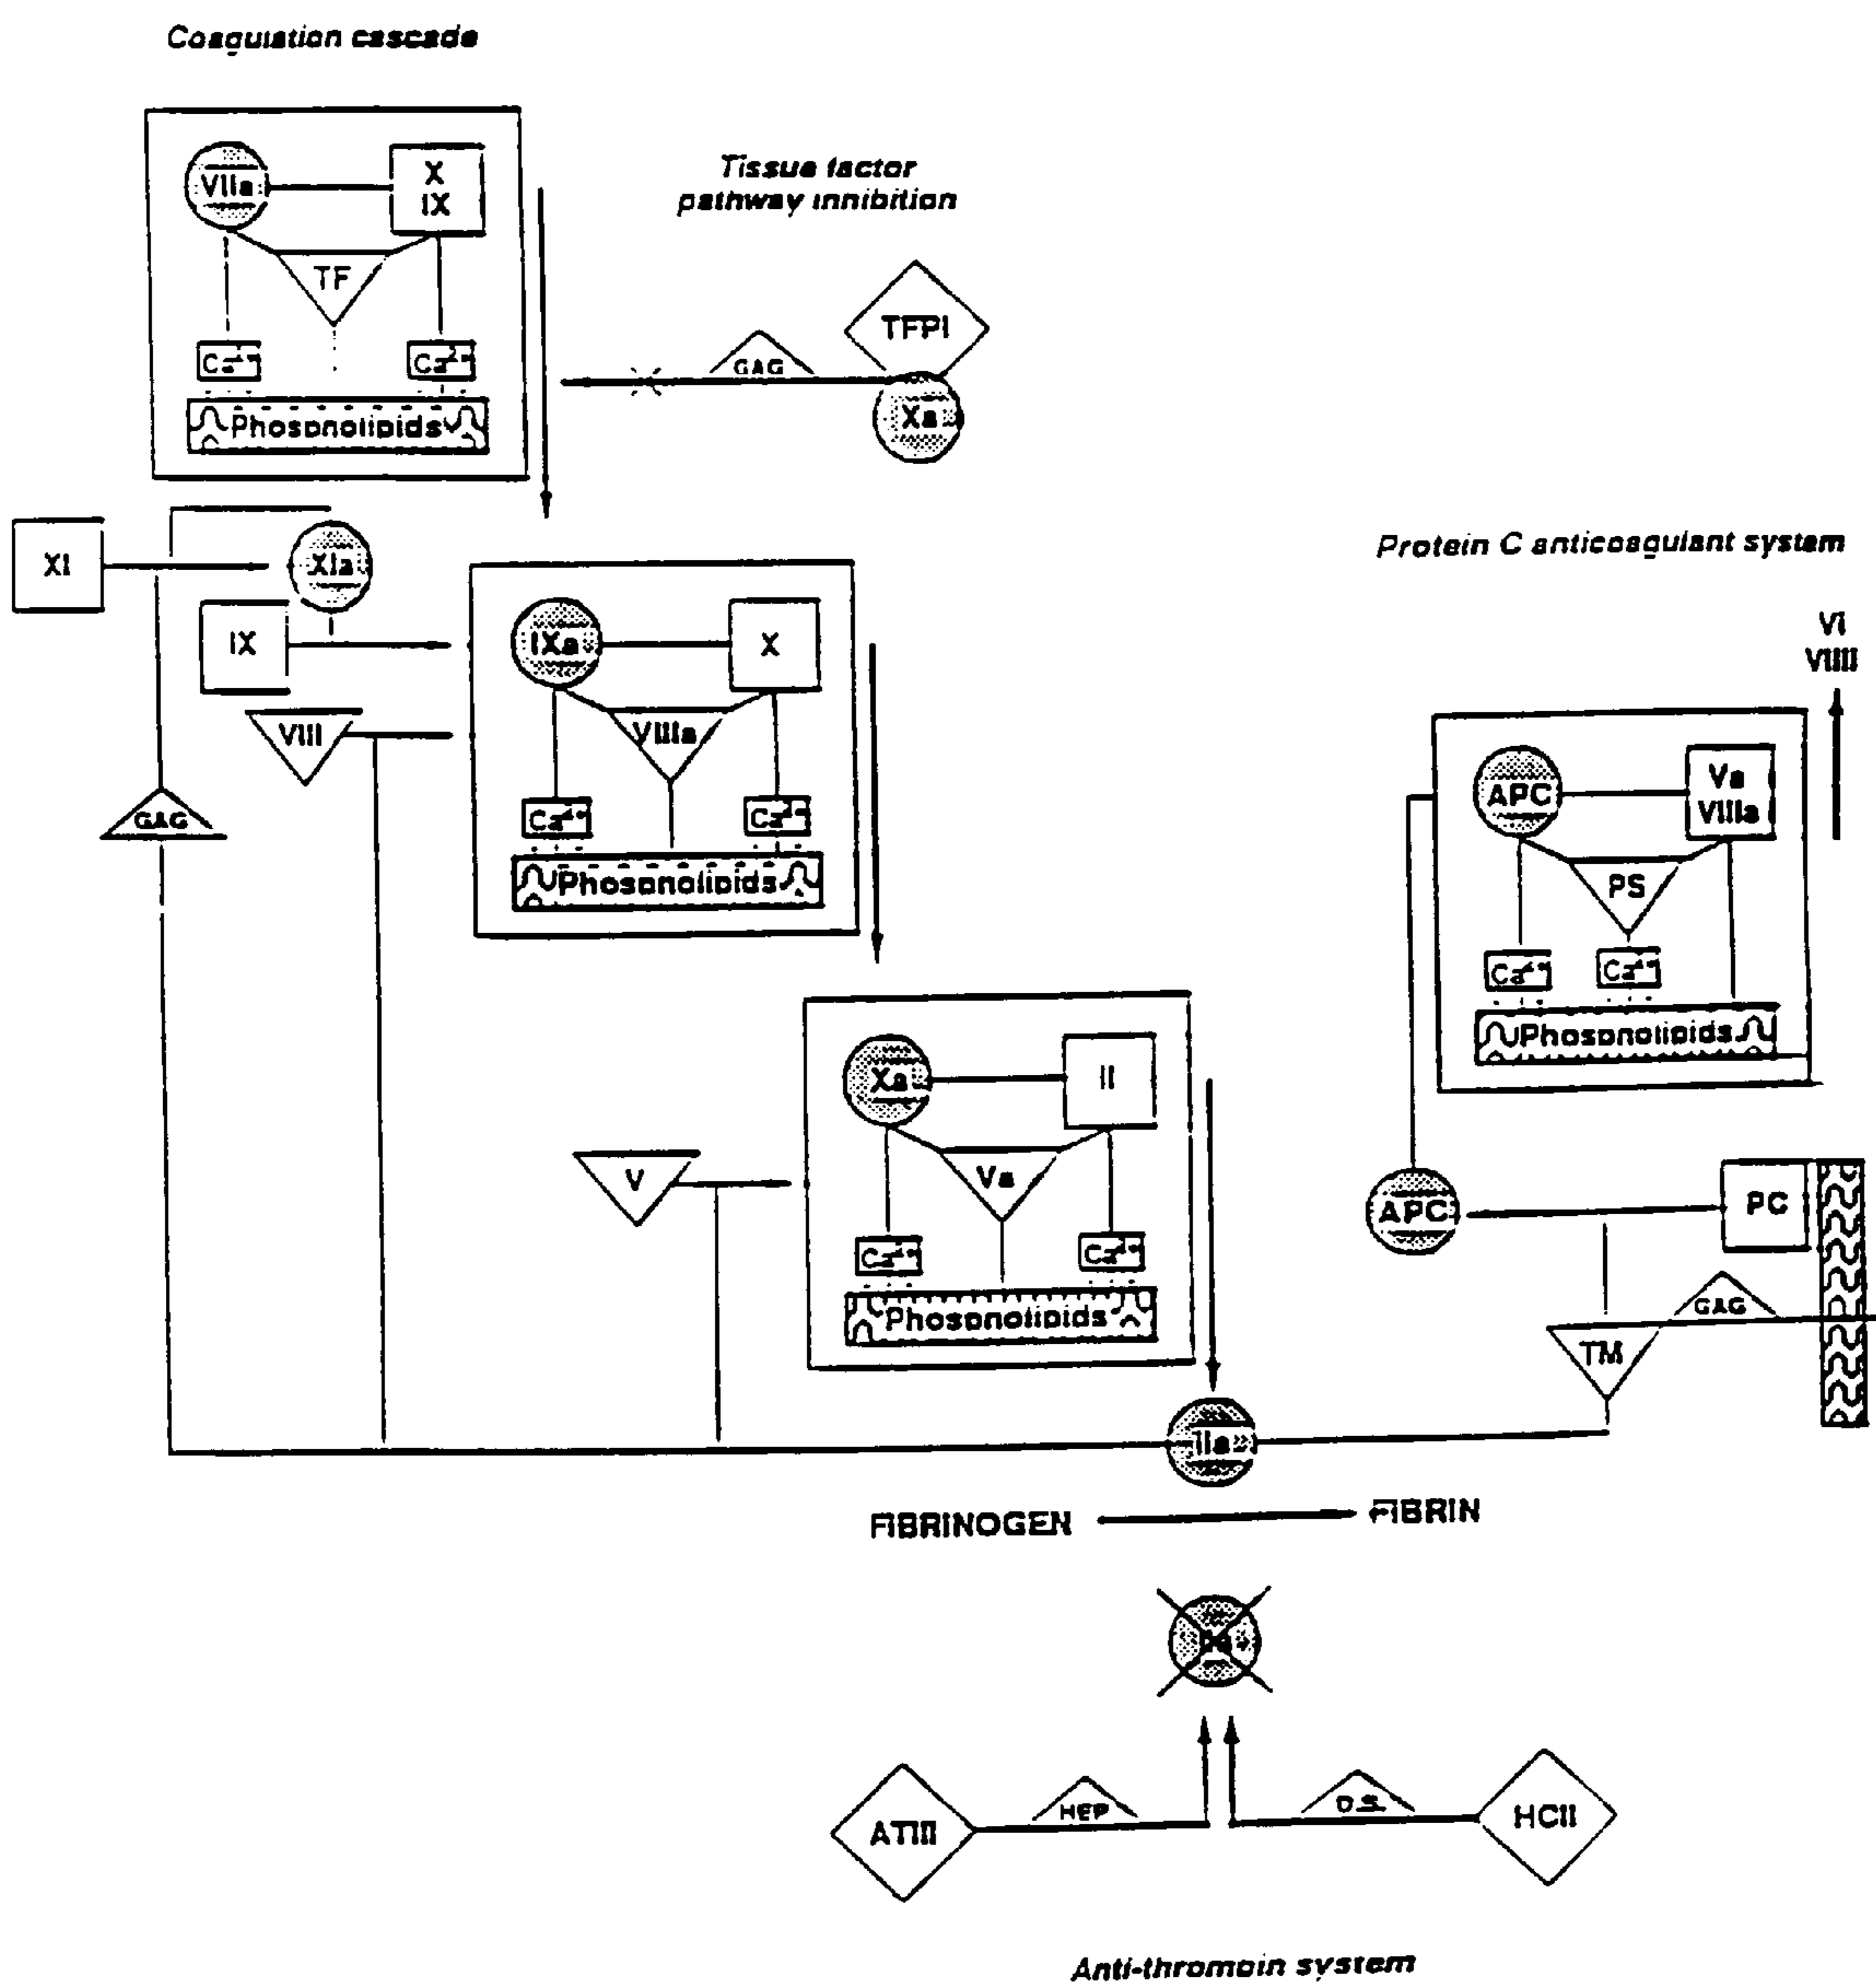 Coagulation cascade
VIIa
X
IX
TF
Ca²⁺
Ca²⁺
Phospholipids
Tissue factor
pathway inhibition
TFPI
GAG
Xa
XI
XIa
IX
VIII
GAG
IXa
X
VIIIa
Ca²⁺
Ca²⁺
Phospholipids
Protein C anticoagulant system
Vi
VIIIi
APC
Va
VIIIa
PS
Ca²⁺
Ca²⁺
Phospholipids
Xa
II
Va
Ca²⁺
Ca²⁺
Phospholipids
V
APC
PC
GAG
TM
IIa
FIBRINOGEN
FIBRIN
ATIII
HEP
D.S.
HCII
Anti-thrombin system